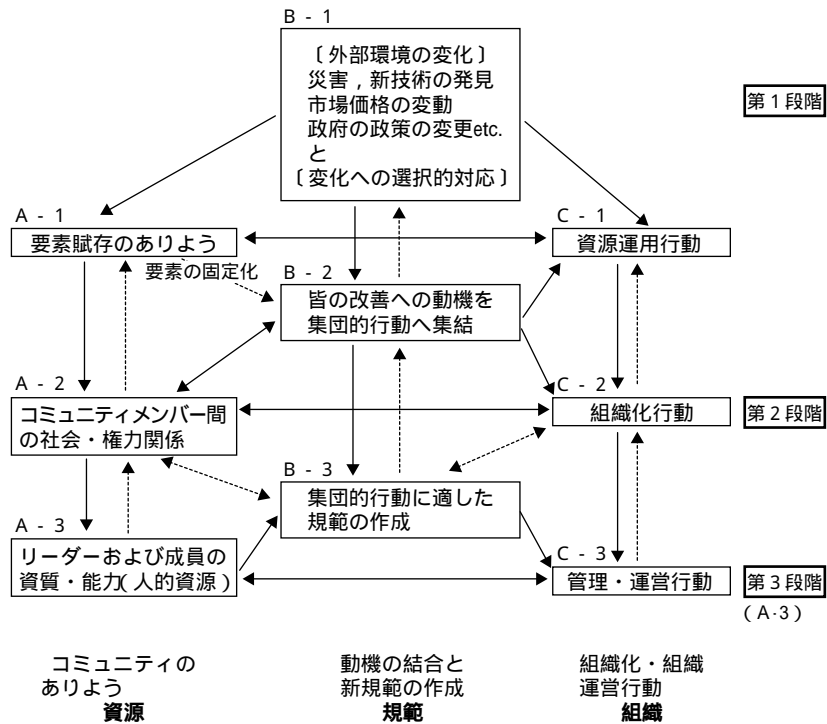 B - 1
〔外部環境の変化〕
災害，新技術の発見
市場価格の変動
政府の政策の変更etc.
と
〔変化への選択的対応〕
第1段階
A - 1
要素賦存のありよう
C - 1
資源運用行動
要素の固定化
B - 2
皆の改善への動機を
集団的行動へ集結
A - 2
コミュニティメンバー間
の社会・権力関係
C - 2
組織化行動
第2段階
B - 3
集団的行動に適した
規範の作成
A - 3
リーダーおよび成員の
資質・能力（人的資源）
C - 3
管理・運営行動
第3段階
(A-3)
コミュニティの
ありよう
資源
動機の結合と
新規範の作成
規範
組織化・組織
運営行動
組織